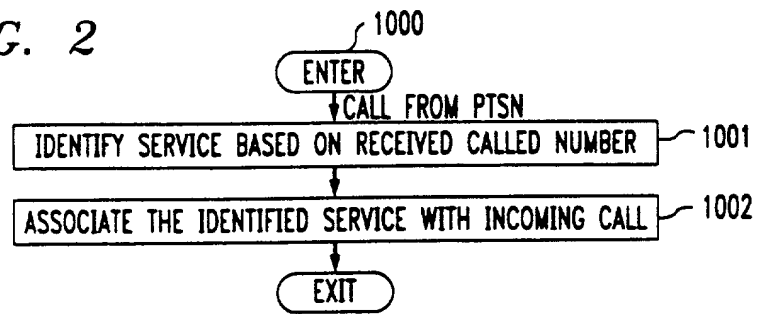 G. 2
1000
ENTER
CALL FROM PTSN
IDENTIFY SERVICE BASED ON RECEIVED CALLED NUMBER
1001
ASSOCIATE THE IDENTIFIED SERVICE WITH INCOMING CALL
1002
EXIT